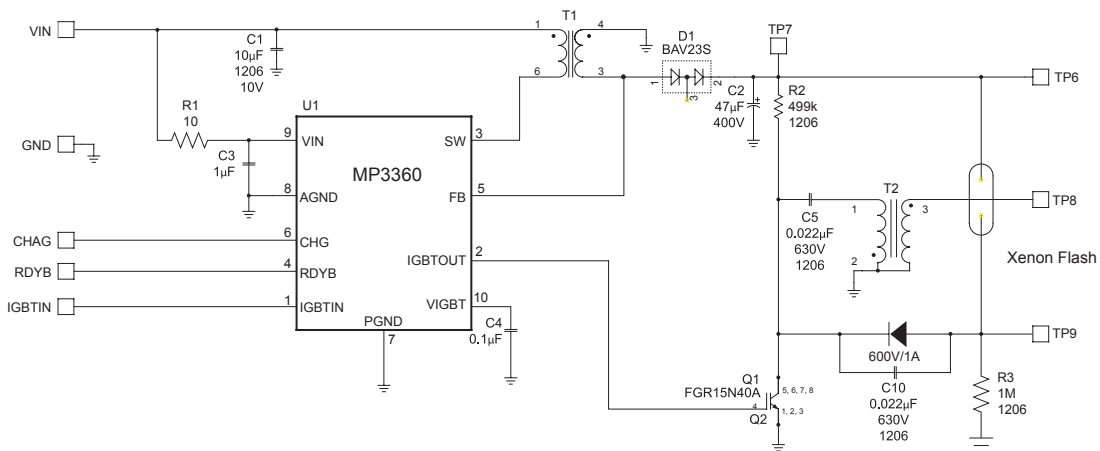 VIN
C1
10µF
1206
10V
T1
1
4
6
3
D1
BAV23S
1
2
3
TP7
TP6
C2
47µF
400V
+
R2
499k
1206
R1
10
U1
C3
1µF
GND
9
VIN
SW
3
MP3360
8
AGND
FB
5
CHAG
6
CHG
IGBTOUT
2
RDYB
4
RDYB
IGBTIN
1
IGBTIN
VIGBT
10
PGND
7
C4
0.1µF
C5
0.022µF
630V
1206
T2
1
3
2
TP8
Xenon Flash
TP9
600V/1A
C10
0.022µF
630V
1206
R3
1M
1206
Q1
FGR15N40A
Q2
5, 6, 7, 8
4
1, 2, 3